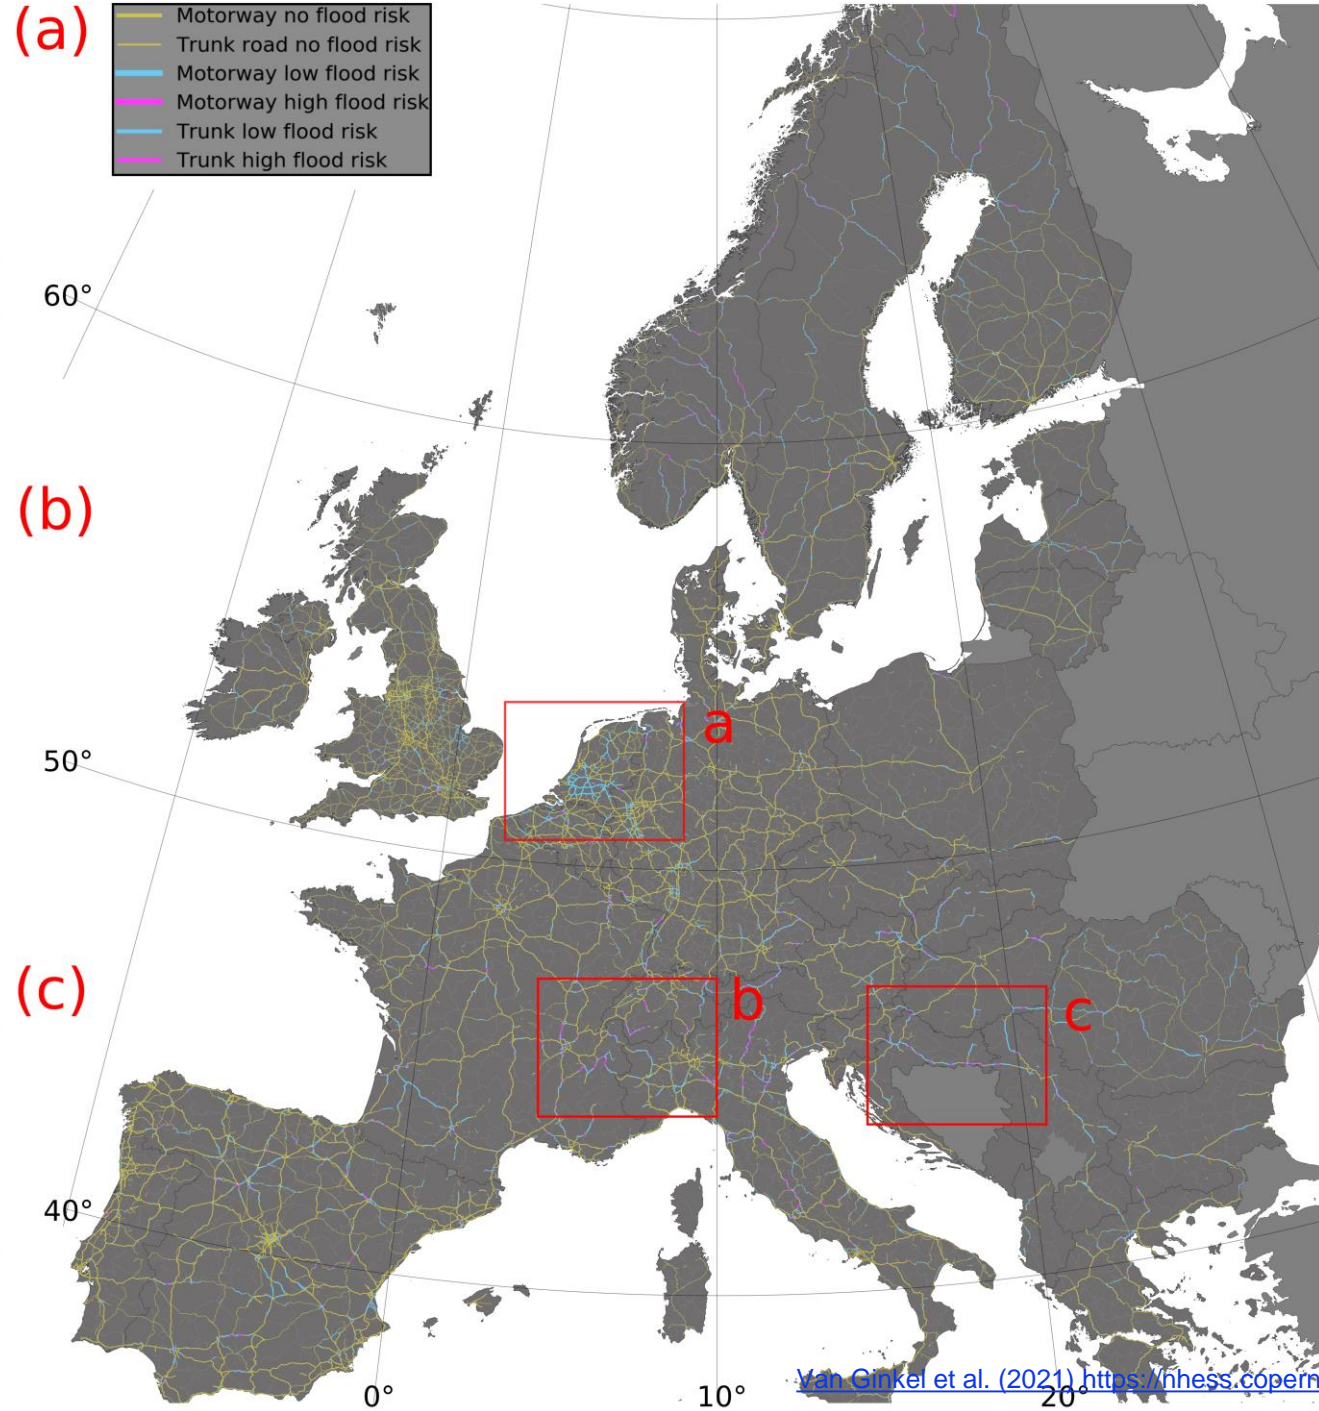 (a)
Motorway no flood risk
Trunk road no flood risk
Motorway low flood risk
Motorway high flood risk
Trunk low flood risk
Trunk high flood risk
60°
(b)
a
50°
(c)
b
c
40°
Van Ginkel et al. (2021) https://nhess.copern
0°
10°
20°